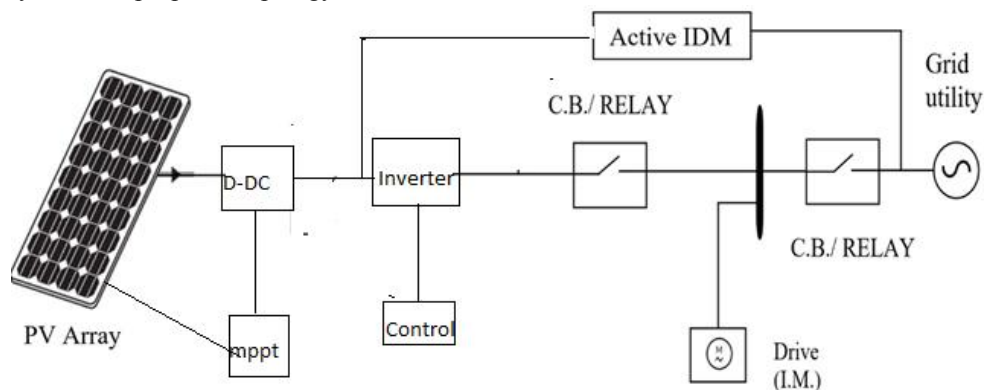 Active IDM
Grid
utility
C.B./ RELAY
D-DC
Inverter
C.B./ RELAY
PV Array
mppt
Control
M
Drive
(I.M.)